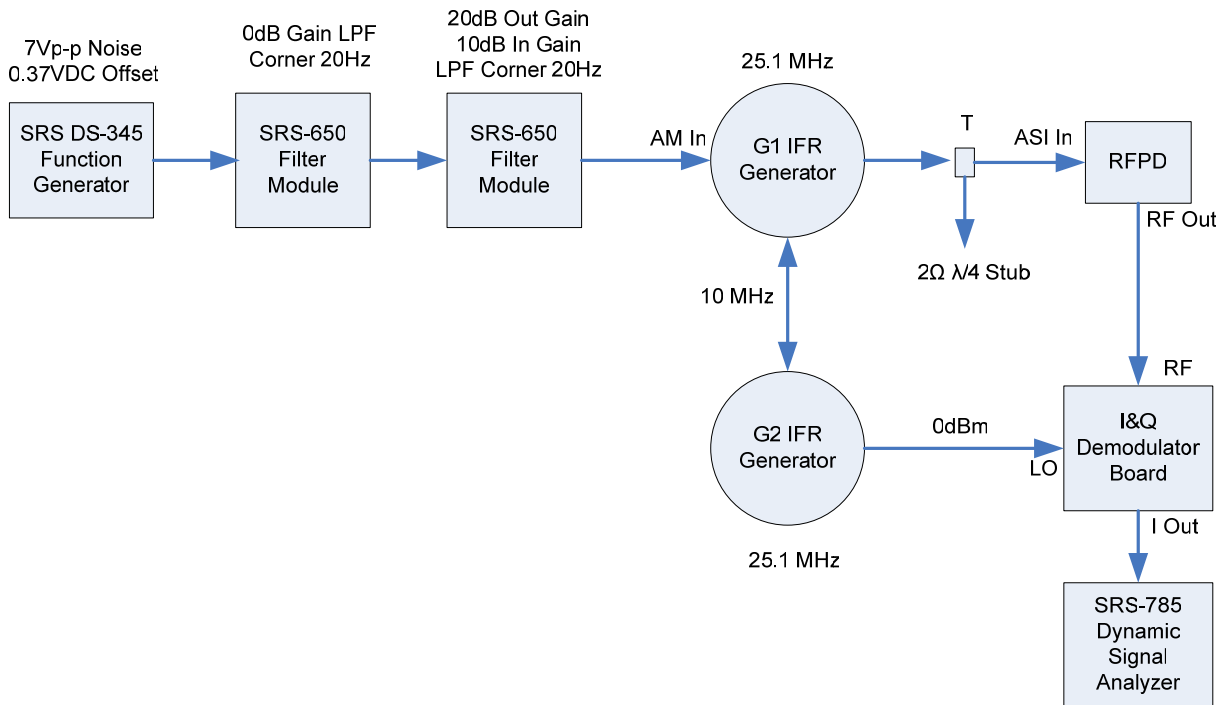 7Vp-p Noise
0.37VDC Offset
SRS DS-345
Function
Generator
0dB Gain LPF
Corner 20Hz
SRS-650
Filter
Module
20dB Out Gain
10dB In Gain
LPF Corner 20Hz
SRS-650
Filter
Module
AM In
25.1 MHz
G1 IFR
Generator
T
2Ω λ/4 Stub
ASI In
RFPD
RF Out
10 MHz
G2 IFR
Generator
25.1 MHz
0dBm
LO
RF
I&Q
Demodulator
Board
I Out
SRS-785
Dynamic
Signal
Analyzer